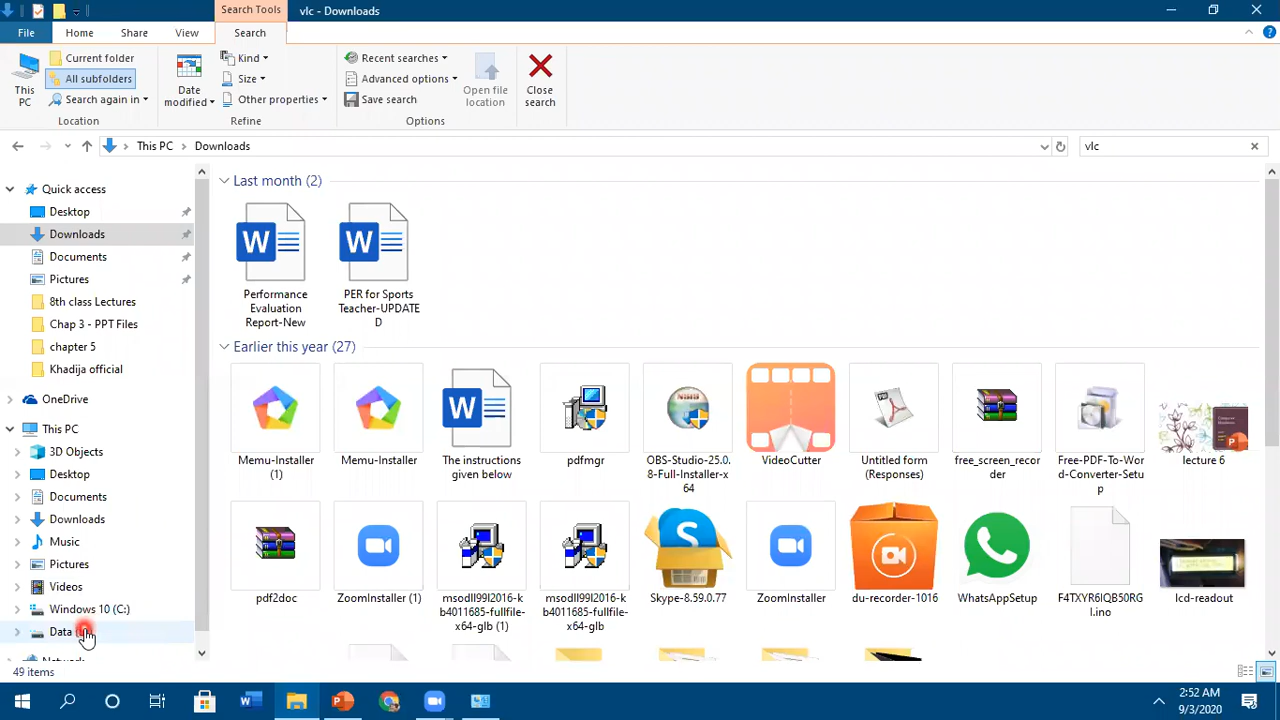 Search Tools
vlc - Downloads
File
Home
Share
View
Search
This PC
Current folder
All subfolders
Search again in
Location
Date modified
Kind
Size
Other properties
Refine
Recent searches
Advanced options
Save search
Options
Open file location
Close search
This PC
Downloads
vlc
Quick access
Desktop
Downloads
Documents
Pictures
8th class Lectures
Chap 3 - PPT Files
chapter 5
Khadija official
OneDrive
This PC
3D Objects
Desktop
Documents
Downloads
Music
Pictures
Videos
Windows 10 (C:)
Data
Network
Last month (2)
Performance
Evaluation
Report-New
PER for Sports
Teacher-UPDATE
D
Earlier this year (27)
Memu-Installer
(1)
Memu-Installer
The instructions
given below
pdfmgr
OBS-Studio-25.0.
8-Full-Installer-x
64
VideoCutter
Untitled form
(Responses)
free_screen_reco
rder
Free-PDF-To-Wo
rd-Converter-Setu
p
lecture 6
pdf2doc
ZoomInstaller (1)
msodll99l2016-k
b4011685-fullfile-
x64-glb (1)
msodll99l2016-k
b4011685-fullfile-
x64-glb
Skype-8.59.0.77
ZoomInstaller
du-recorder-1016
WhatsAppSetup
F4TXYR6IQB50RG
I.ino
lcd-readout
49 items
2:52 AM
9/3/2020